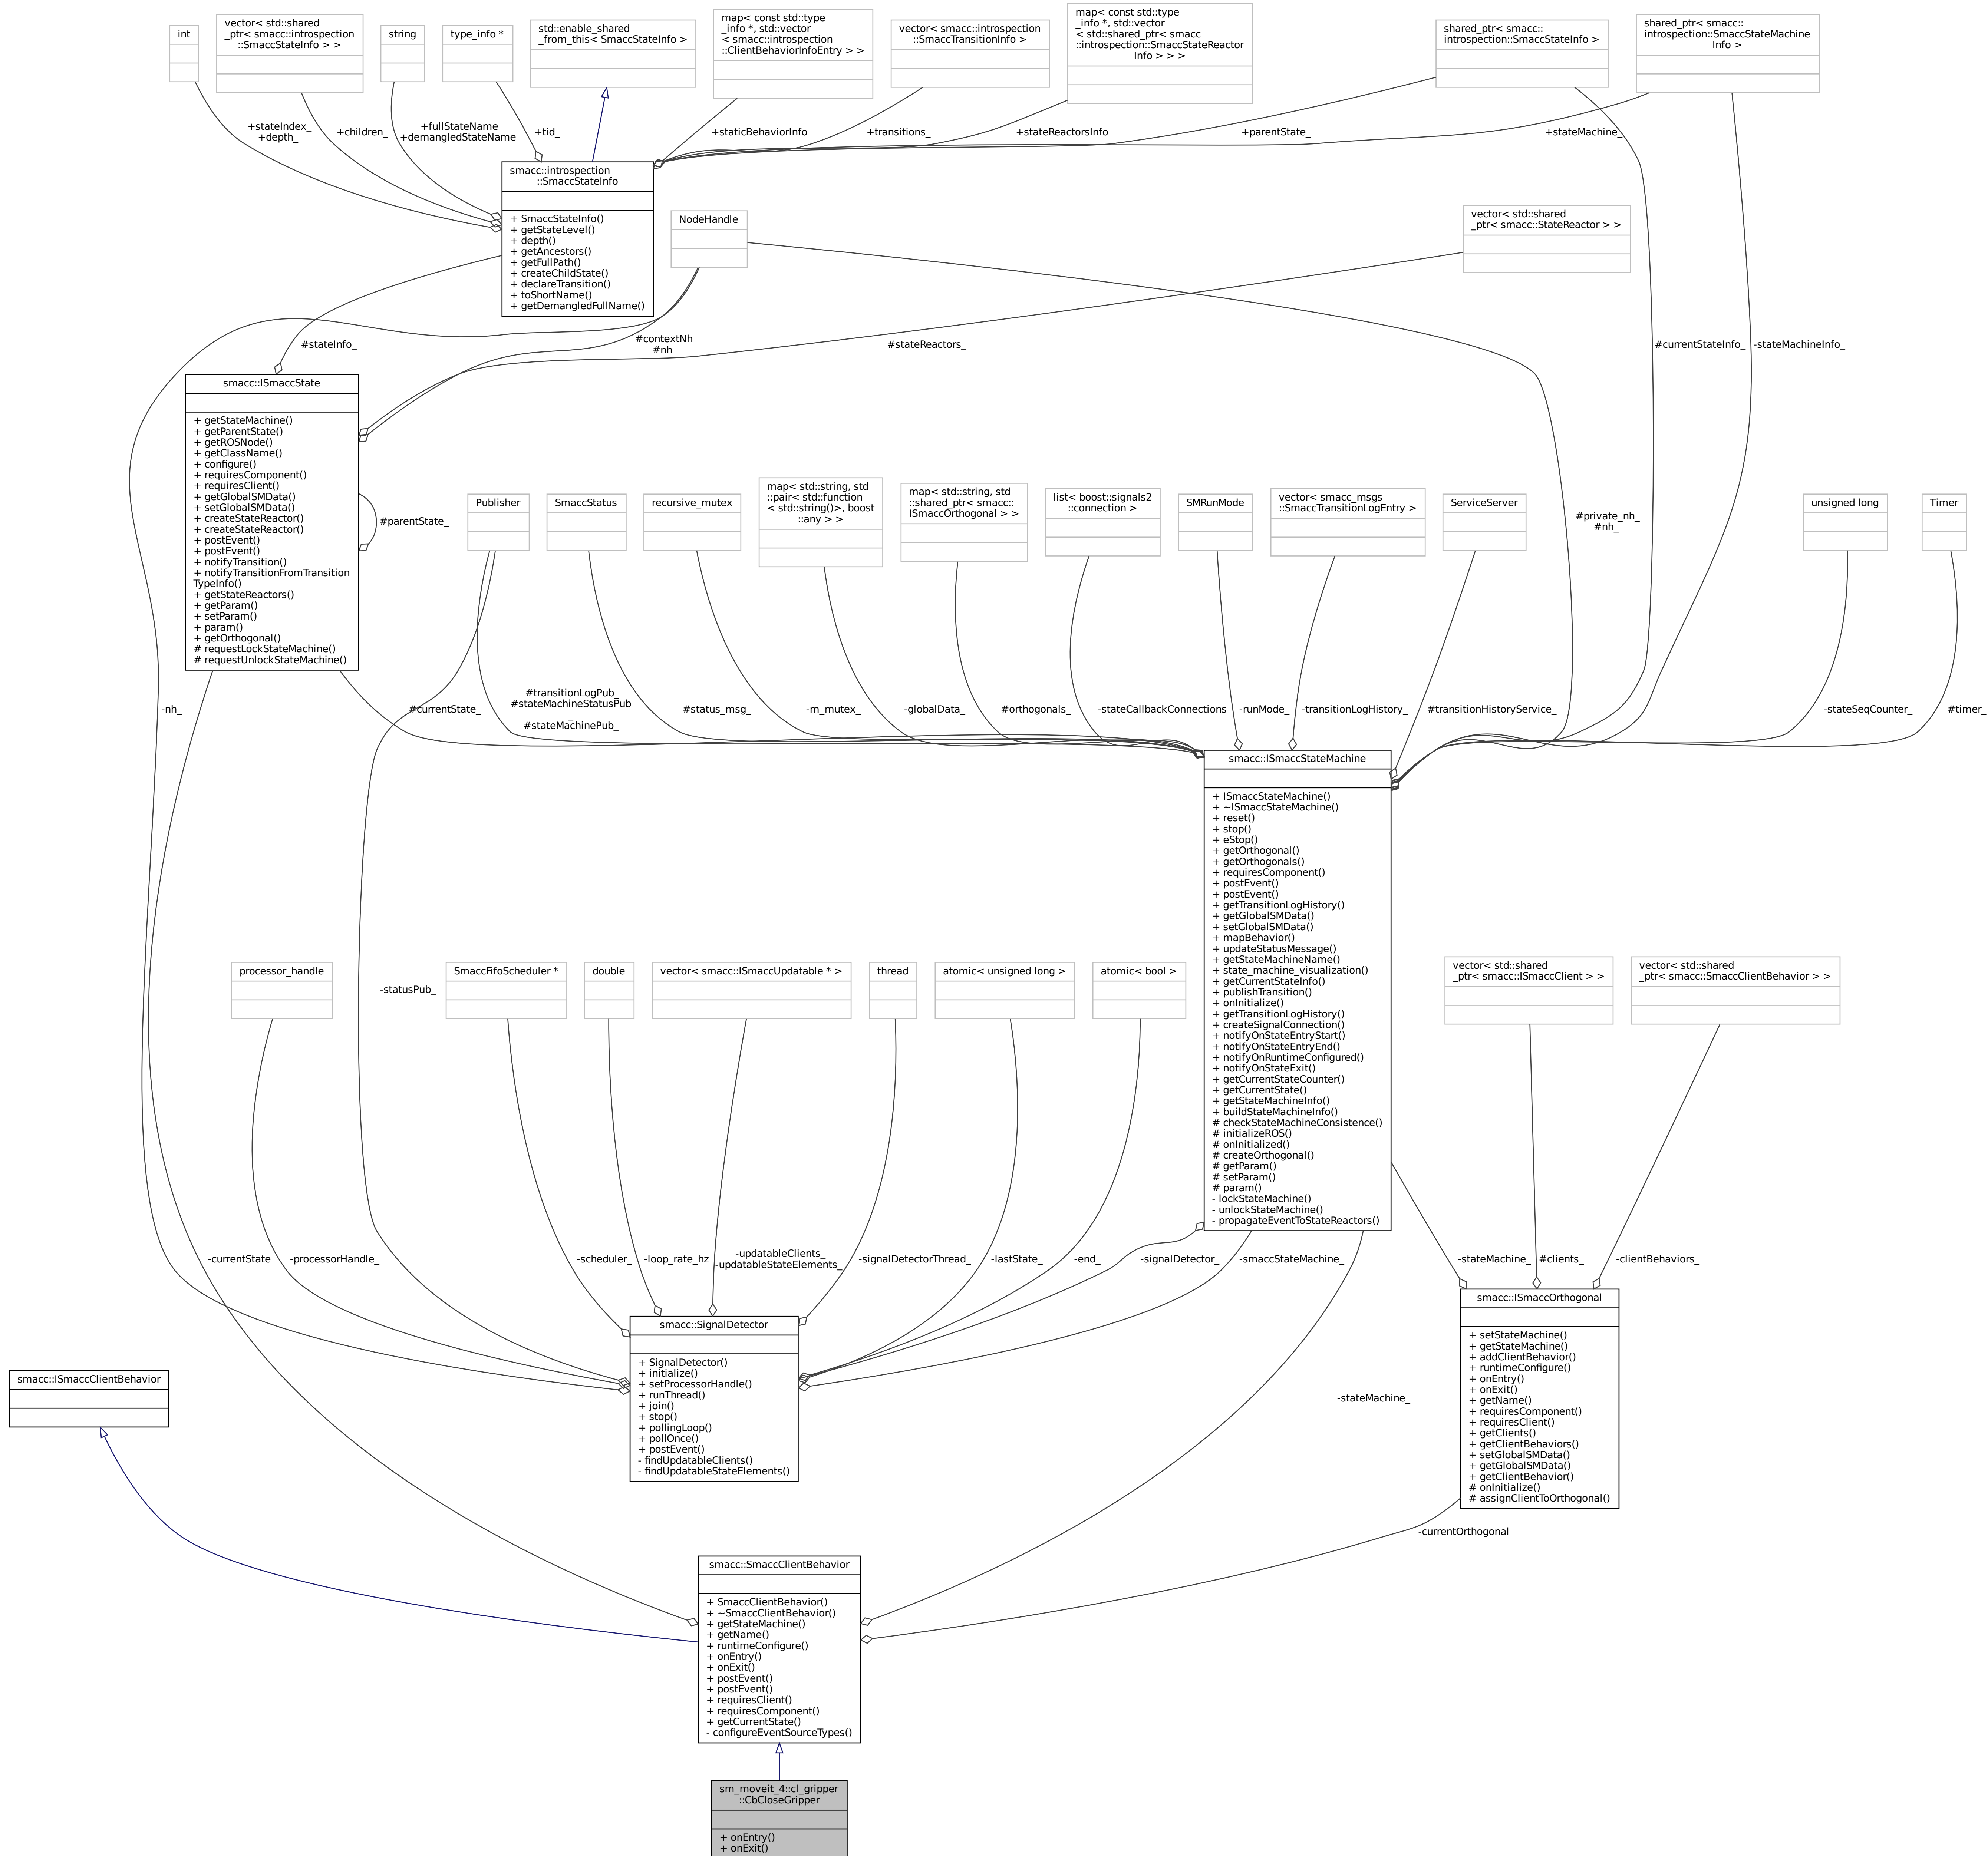 int
vector< std::shared
_ptr< smacc::introspection
::SmaccStateInfo > >
string
type_info *
std::enable_shared
_from_this< SmaccStateInfo >
map< const std::type
_info *, std::vector
< smacc::introspection
::ClientBehaviorInfoEntry > >
vector< smacc::introspection
::SmaccTransitionInfo >
map< const std::type
_info *, std::vector
< std::shared_ptr< smacc
::introspection::SmaccStateReactor
Info > > >
shared_ptr< smacc::
introspection::SmaccStateInfo >
shared_ptr< smacc::
introspection::SmaccStateMachine
Info >
+stateIndex_
+depth_
+children_
+fullStateName
+demangledStateName
+tid_
+staticBehaviorInfo
+transitions_
+stateReactorsInfo
+parentState_
+stateMachine_
smacc::introspection
::SmaccStateInfo
+ SmaccStateInfo()
+ getStateLevel()
+ depth()
+ getAncestors()
+ getFullPath()
+ createChildState()
+ declareTransition()
+ toShortName()
+ getDemangledFullName()
NodeHandle
vector< std::shared
_ptr< smacc::StateReactor > >
#stateInfo_
#contextNh
#nh
#stateReactors_
#currentStateInfo_
-stateMachineInfo_
smacc::ISmaccState
+ getStateMachine()
+ getParentState()
+ getROSNode()
+ getClassName()
+ configure()
+ requiresComponent()
+ requiresClient()
+ getGlobalSMData()
+ setGlobalSMData()
+ createStateReactor()
+ createStateReactor()
+ postEvent()
+ postEvent()
+ notifyTransition()
+ notifyTransitionFromTransition
TypeInfo()
+ getStateReactors()
+ getParam()
+ setParam()
+ param()
+ getOrthogonal()
# requestLockStateMachine()
# requestUnlockStateMachine()
#parentState_
Publisher
SmaccStatus
recursive_mutex
map< std::string, std
::pair< std::function
< std::string()>, boost
::any > >
map< std::string, std
::shared_ptr< smacc::
ISmaccOrthogonal > >
list< boost::signals2
::connection >
SMRunMode
vector< smacc_msgs
::SmaccTransitionLogEntry >
ServiceServer
#private_nh_
#nh_
unsigned long
Timer
-nh_
#currentState_
#transitionLogPub_
#stateMachineStatusPub
_
#stateMachinePub_
#status_msg_
-m_mutex_
-globalData_
#orthogonals_
-stateCallbackConnections
-runMode_
-transitionLogHistory_
#transitionHistoryService_
-stateSeqCounter_
#timer_
smacc::ISmaccStateMachine
+ ISmaccStateMachine()
+ ~ISmaccStateMachine()
+ reset()
+ stop()
+ eStop()
+ getOrthogonal()
+ getOrthogonals()
+ requiresComponent()
+ postEvent()
+ postEvent()
+ getTransitionLogHistory()
+ getGlobalSMData()
+ setGlobalSMData()
+ mapBehavior()
+ updateStatusMessage()
+ getStateMachineName()
+ state_machine_visualization()
+ getCurrentStateInfo()
+ publishTransition()
+ onInitialize()
+ getTransitionLogHistory()
+ createSignalConnection()
+ notifyOnStateEntryStart()
+ notifyOnStateEntryEnd()
+ notifyOnRuntimeConfigured()
+ notifyOnStateExit()
+ getCurrentStateCounter()
+ getCurrentState()
+ getStateMachineInfo()
+ buildStateMachineInfo()
# checkStateMachineConsistence()
# initializeROS()
# onInitialized()
# createOrthogonal()
# getParam()
# setParam()
# param()
- lockStateMachine()
- unlockStateMachine()
- propagateEventToStateReactors()
processor_handle
-statusPub_
SmaccFifoScheduler *
double
vector< smacc::ISmaccUpdatable * >
thread
atomic< unsigned long >
atomic< bool >
vector< std::shared
_ptr< smacc::ISmaccClient > >
vector< std::shared
_ptr< smacc::SmaccClientBehavior > >
-currentState
-processorHandle_
-scheduler_
-loop_rate_hz
-updatableClients_
-updatableStateElements_
-signalDetectorThread_
-lastState_
-end_
-signalDetector_
-smaccStateMachine_
-stateMachine_
#clients_
-clientBehaviors_
smacc::SignalDetector
+ SignalDetector()
+ initialize()
+ setProcessorHandle()
+ runThread()
+ join()
+ stop()
+ pollingLoop()
+ pollOnce()
+ postEvent()
- findUpdatableClients()
- findUpdatableStateElements()
smacc::ISmaccOrthogonal
+ setStateMachine()
+ getStateMachine()
+ addClientBehavior()
+ runtimeConfigure()
+ onEntry()
+ onExit()
+ getName()
+ requiresComponent()
+ requiresClient()
+ getClients()
+ getClientBehaviors()
+ setGlobalSMData()
+ getGlobalSMData()
+ getClientBehavior()
# onInitialize()
# assignClientToOrthogonal()
smacc::ISmaccClientBehavior
-stateMachine_
-currentOrthogonal
smacc::SmaccClientBehavior
+ SmaccClientBehavior()
+ ~SmaccClientBehavior()
+ getStateMachine()
+ getName()
+ runtimeConfigure()
+ onEntry()
+ onExit()
+ postEvent()
+ postEvent()
+ requiresClient()
+ requiresComponent()
+ getCurrentState()
- configureEventSourceTypes()
sm_moveit_4::cl_gripper
::CbCloseGripper
+ onEntry()
+ onExit()